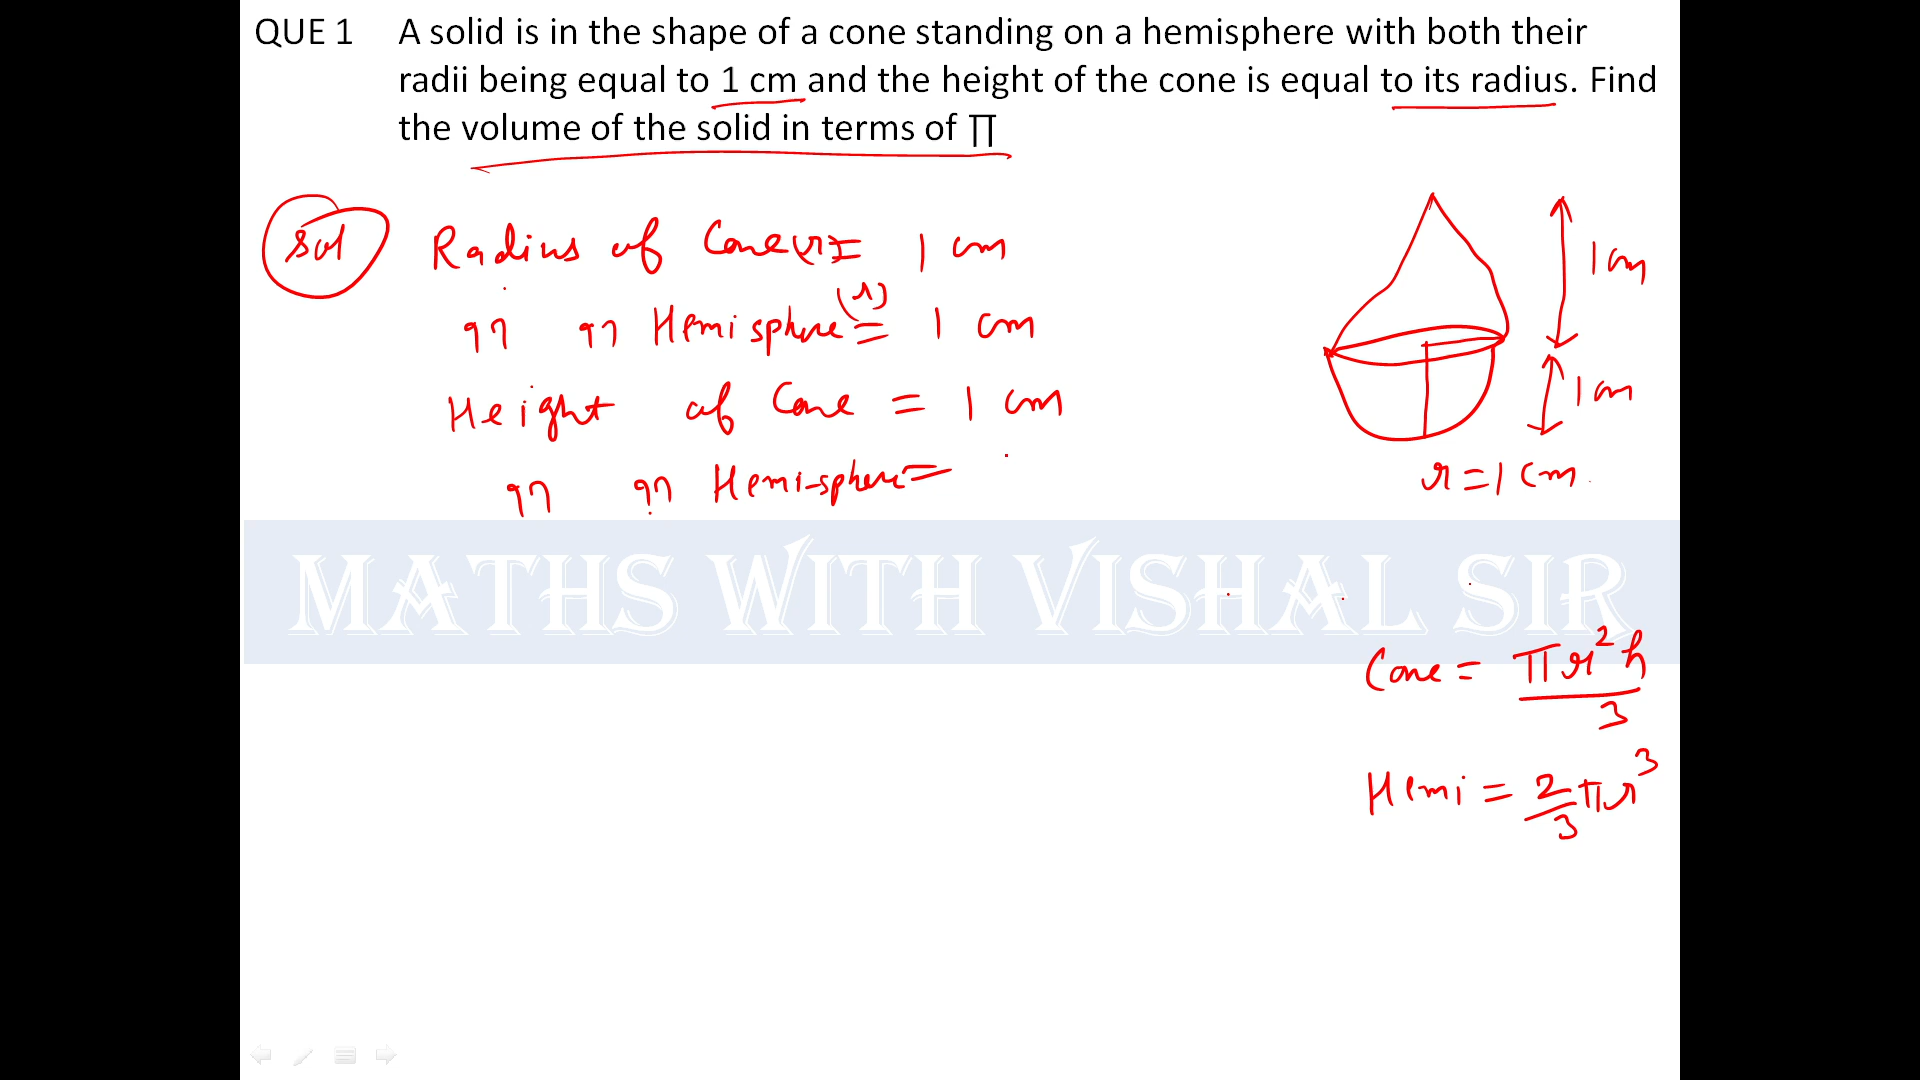 QUE 1 A solid is in the shape of a cone standing on a hemisphere with both their
radii being equal to 1 cm and the height of the cone is equal to its radius. Find
the volume of the solid in terms of ∏
Sol Radius of Cone(r)= 1 cm
" " Hemisphere(r)= 1 cm
Height of Cone = 1 cm
" " Hemi-sphere=
1 cm
1 cm
r=1 cm
MATHS WITH VISHAL SIR
Cone = πr²h/3
Hemi = 2/3 πr³